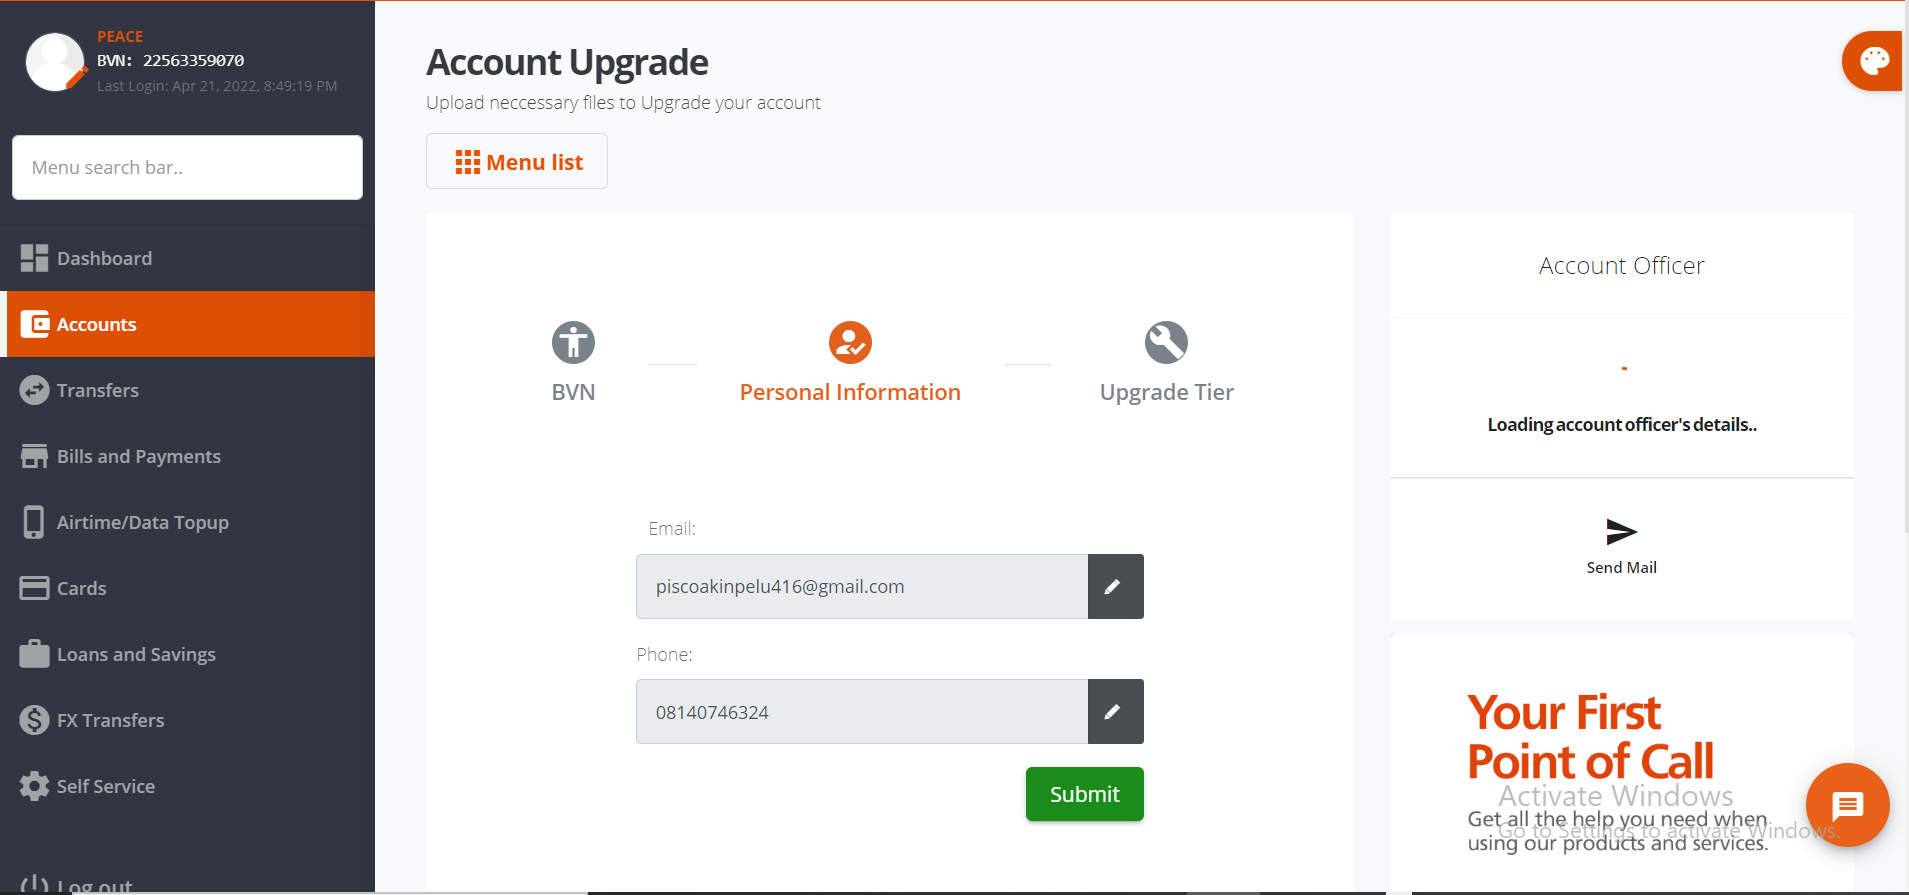 PEACE
BVN: 22563359070
Last Login: Apr 21, 2022, 8:49:19 PM
Menu search bar..
Dashboard
Accounts
Transfers
Bills and Payments
Airtime/Data Topup
Cards
Loans and Savings
FX Transfers
Self Service
Log out
Account Upgrade
Upload neccessary files to Upgrade your account
Menu list
BVN
Personal Information
Upgrade Tier
Email:
piscoakinpelu416@gmail.com
Phone:
08140746324
Submit
Account Officer
Loading account officer's details..
Send Mail
Your First
Point of Call
Activate Windows
Get all the help you need when
Go to Settings to activate Windows.
using our products and services.